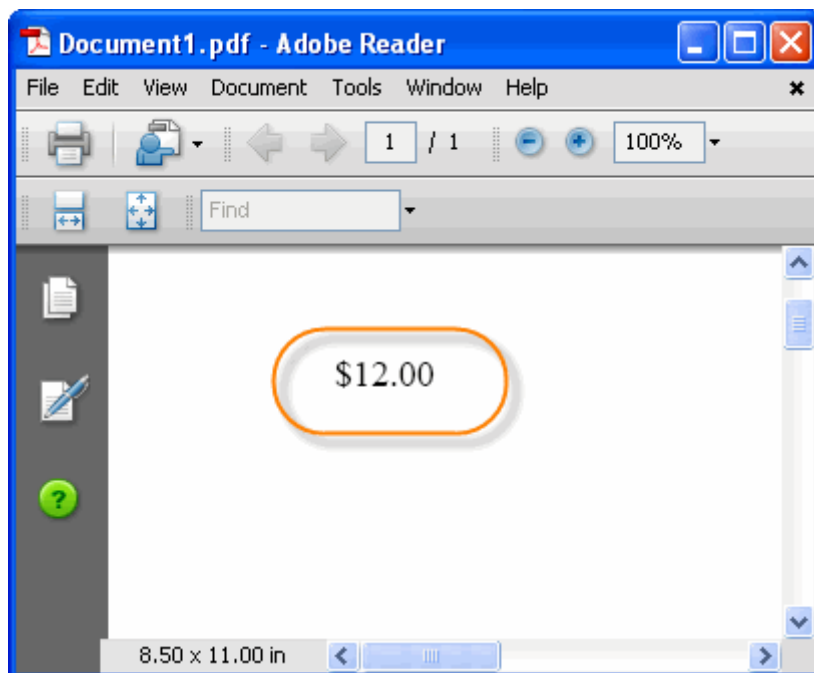 Document1.pdf - Adobe Reader
File Edit View Document Tools Window Help
1 / 1 100%
Find
$12.00
?
8.50 x 11.00 in